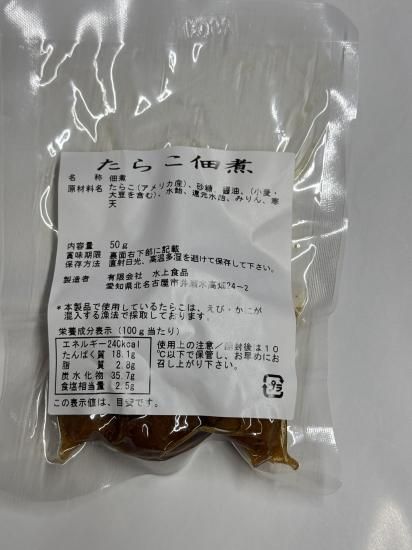 たらこ佃煮
名　称 佃煮
原材料名 たらこ(アメリカ産)、砂糖、醤油、(小麦・
大豆を含む)、水飴、還元水飴、みりん、寒
天
内容量 50g
賞味期限 裏面右下部に記載
保存方法 直射日光、高温多湿を避けて保存して下さい。
製造者 有限会社 水上食品
愛知県北名古屋市井瀬木高畑24-2
*本製品で使用しているたらこは、えび・かにが
混入する漁法で採取しております。
栄養成分表示(100g当たり)
エネルギー240kcal
たんぱく質 18.1g
脂　質 2.8g
炭水化物 35.7g
食塩相当量 2.5g
この表示値は、目安です。
使用上の注意/開封後は10
℃以下で保管し、お早めにお
召し上がり下さい。
プラ